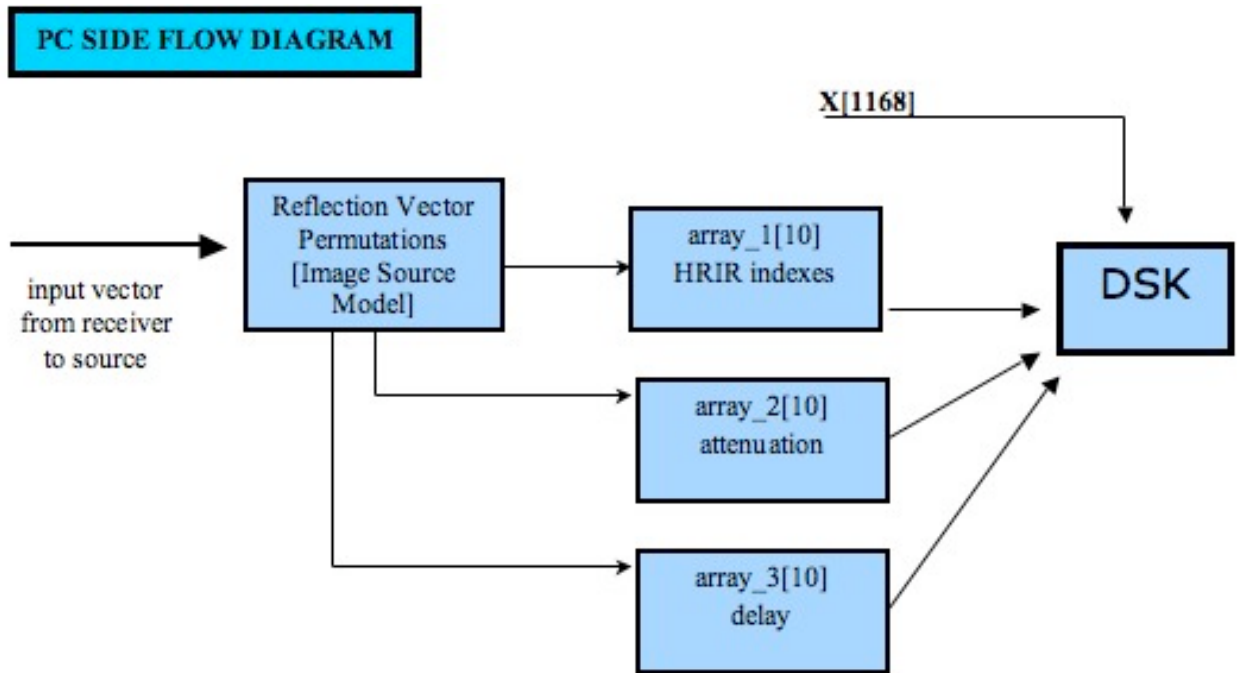 PC SIDE FLOW DIAGRAM
X[1168]
Reflection Vector
Permutations
[Image Source
Model]
array_1[10]
HRIR indexes
DSK
input vector
from receiver
to source
array_2[10]
attenuation
array_3[10]
delay